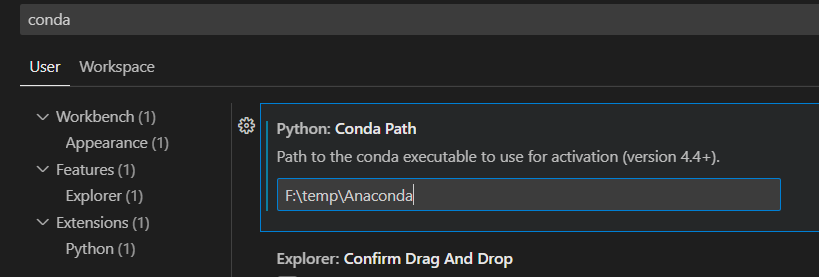 conda
User Workspace
Workbench (1)
Appearance (1)
Features (1)
Explorer (1)
Extensions (1)
Python (1)
Python: Conda Path
Path to the conda executable to use for activation (version 4.4+).
F:\temp\Anaconda
Explorer: Confirm Drag And Drop